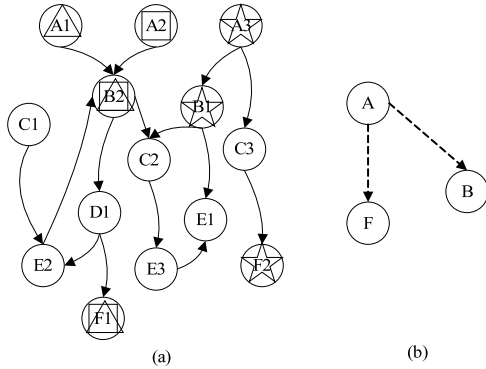 A1 A2 A3
B2 B1
C1 C2 C3
D1 E1
E2 E3 F2
F1
(a)
A
B
F
(b)